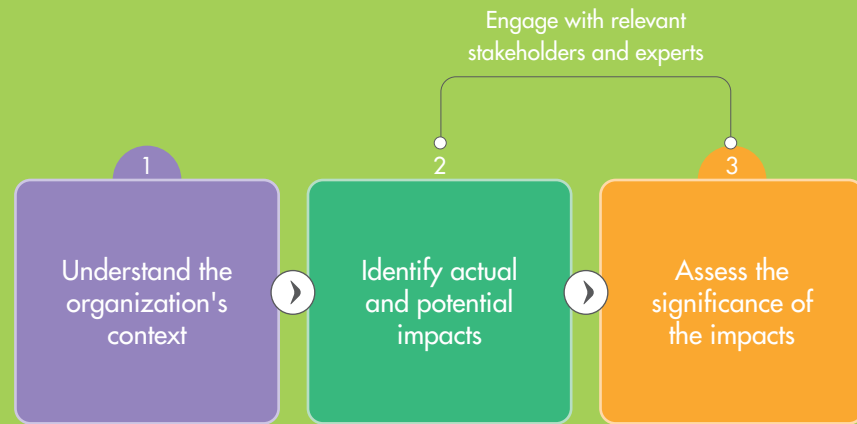 Engage with relevant
stakeholders and experts
1
2
3
Understand the
organization's
context
Identify actual
and potential
impacts
Assess the
significance of
the impacts